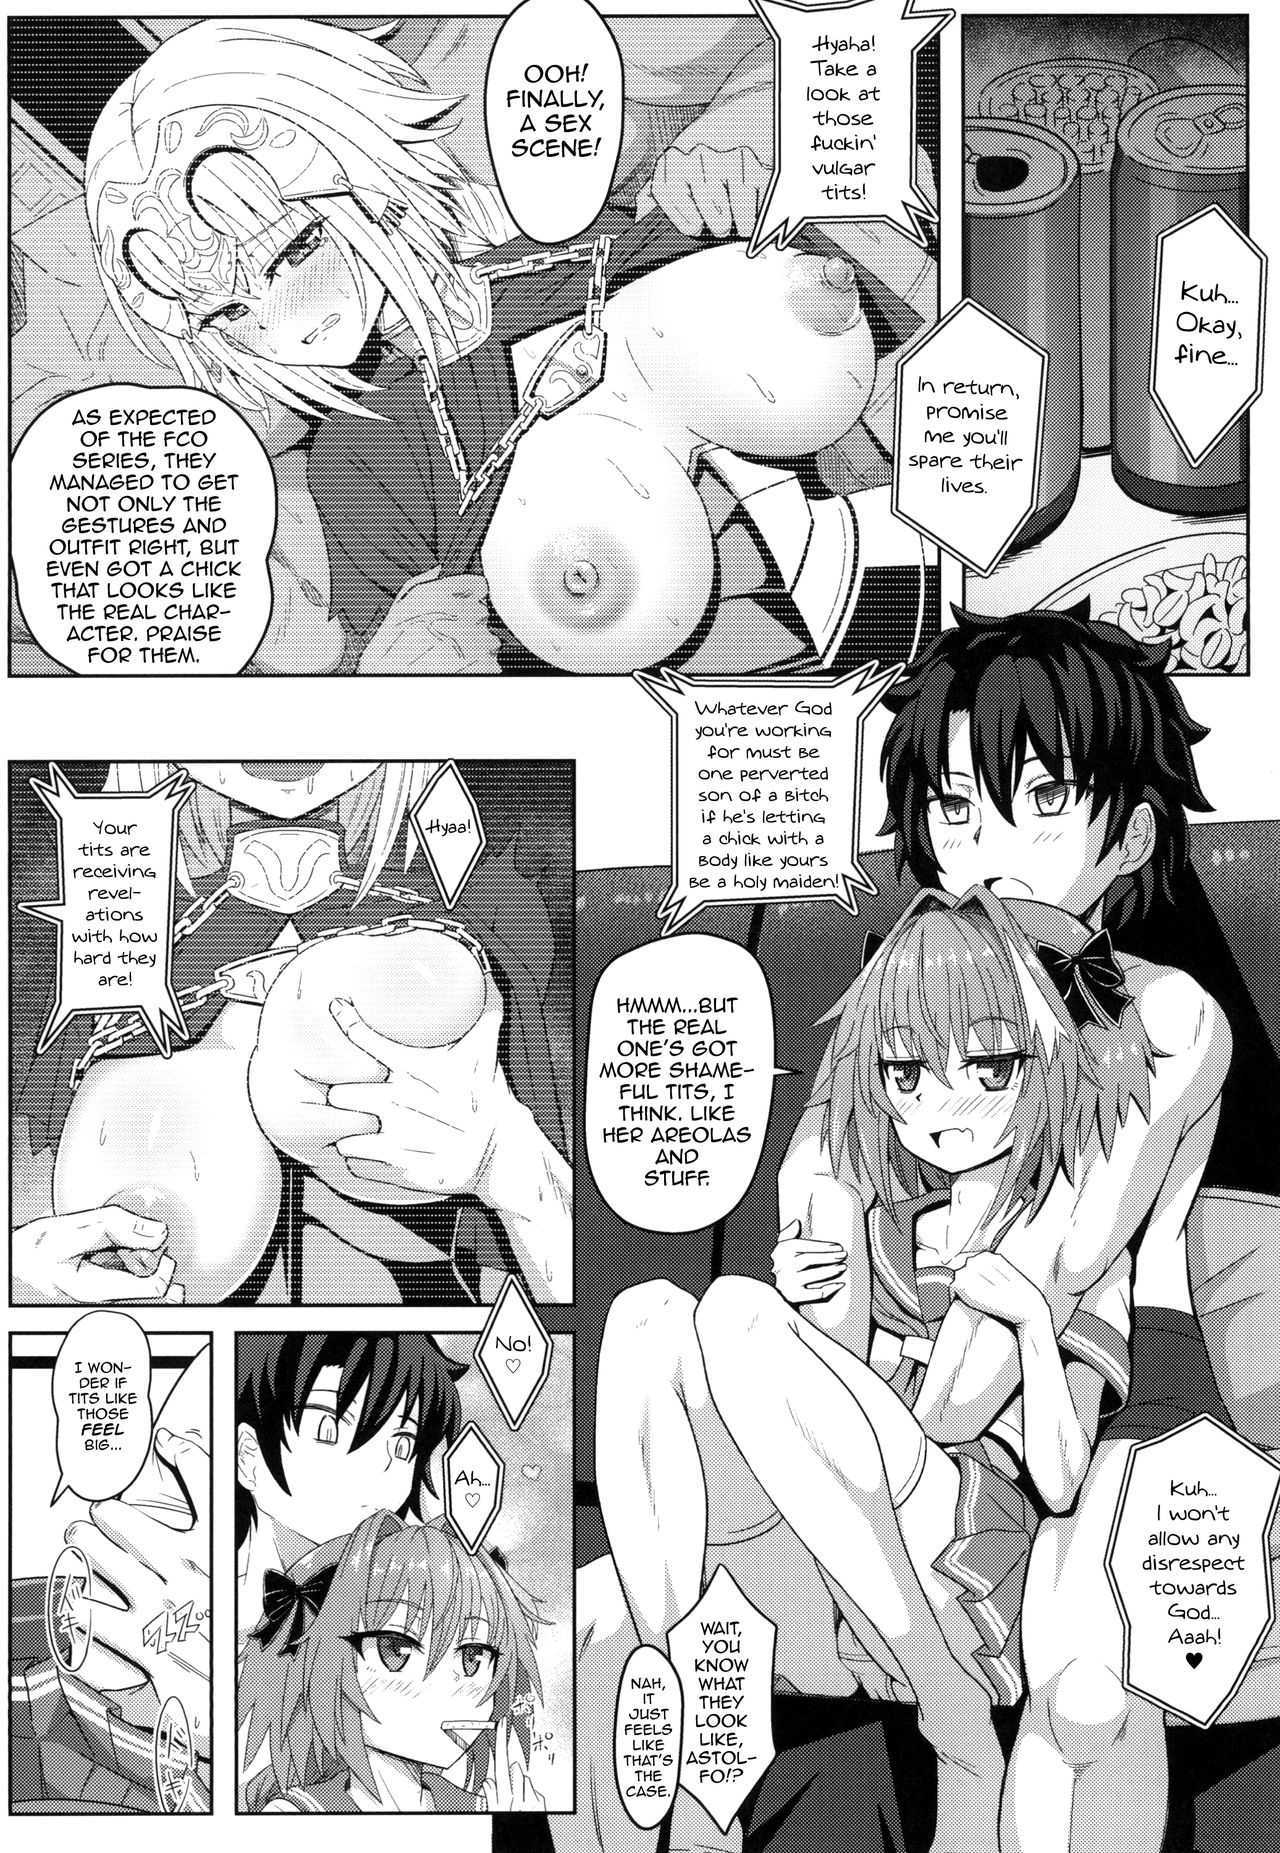 Kuh...
Okay,
fine...
In return,
promise
me you'll
spare their
lives.
Hyaha!
Take a
look at
those
fuckin'
vulgar
tits!
OOH!
FINALLY,
A SEX
SCENE!
AS EXPECTED
OF THE FCO
SERIES, THEY
MANAGED TO GET
NOT ONLY THE
GESTURES AND
OUTFIT RIGHT, BUT
EVEN GOT A CHICK
THAT LOOKS LIKE
THE REAL CHAR-
ACTER. PRAISE
FOR THEM.
Whatever God
you're working
for must be
one perverted
son of a bitch
if he's letting
a chick with a
body like yours
be a holy maiden!
HMMM...BUT
THE REAL
ONE'S GOT
MORE SHAME-
FUL TITS, I
THINK. LIKE
HER AREOLAS
AND
STUFF.
Kuh...
I won't
allow any
disrespect
towards
God...
Aaah!
♥
WAIT,
YOU
KNOW
WHAT
THEY
LOOK
LIKE,
ASTOL-
FO!?
NAH,
IT
JUST
FEELS
LIKE
THAT'S
THE
CASE.
Hyaa!
Your
tits are
receiving
revel-
ations
with how
hard they
are!
No!
♡
Ah...
♡
ポリ
ポリ
I WON-
DER IF
TITS LIKE
THOSE
FEEL
BIG...